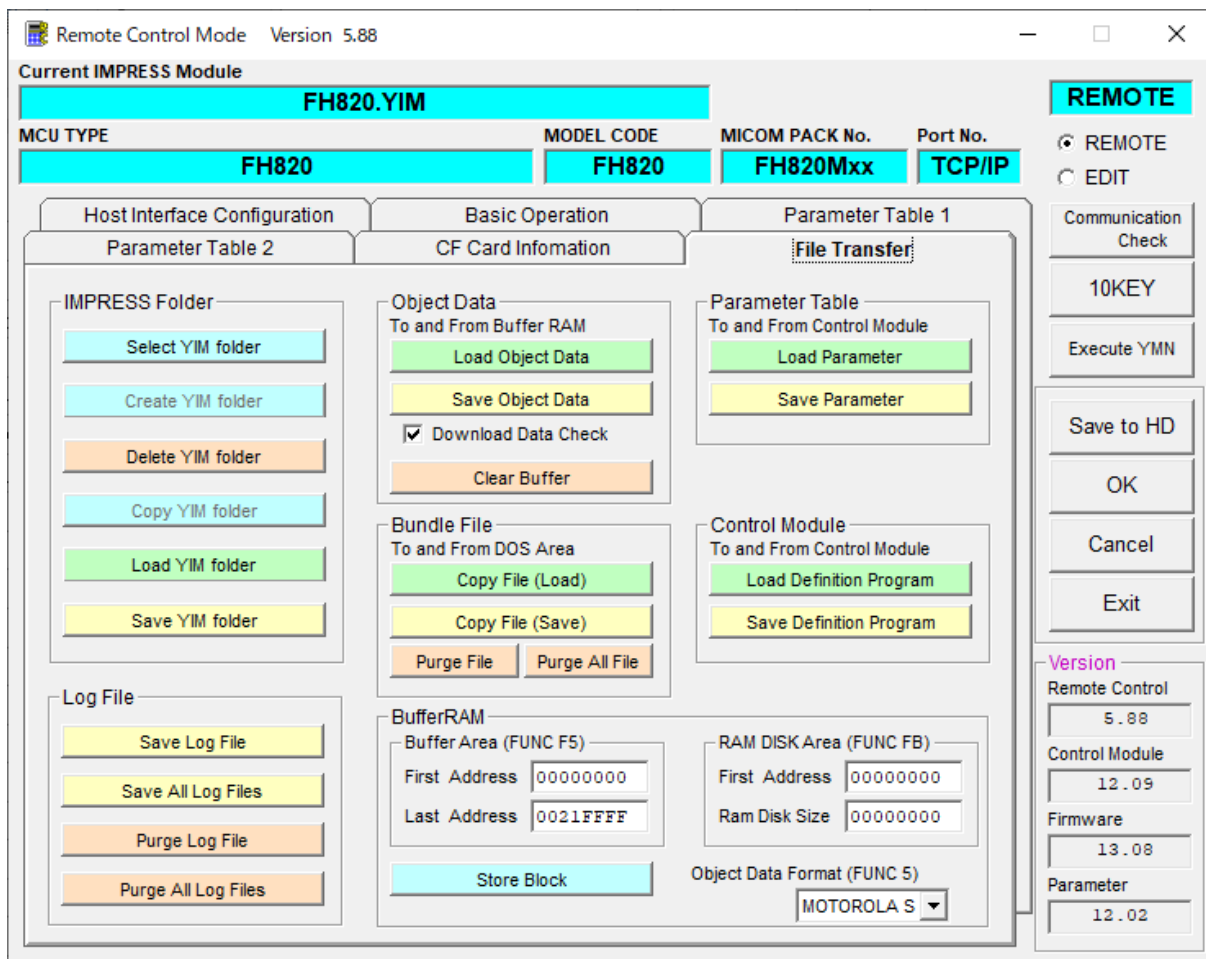 Remote Control Mode Version 5.88
Current IMPRESS Module
FH820.YIM
MCU TYPE
FH820
MODEL CODE
FH820
MICOM PACK No.
FH820Mxx
Port No.
TCP/IP
REMOTE
REMOTE
EDIT
Host Interface Configuration
Basic Operation
Parameter Table 1
Parameter Table 2
CF Card Infomation
File Transfer
IMPRESS Folder
Select YIM folder
Create YIM folder
Delete YIM folder
Copy YIM folder
Load YIM folder
Save YIM folder
Log File
Save Log File
Save All Log Files
Purge Log File
Purge All Log Files
Object Data
To and From Buffer RAM
Load Object Data
Save Object Data
Download Data Check
Clear Buffer
Bundle File
To and From DOS Area
Copy File (Load)
Copy File (Save)
Purge File
Purge All File
Parameter Table
To and From Control Module
Load Parameter
Save Parameter
Control Module
To and From Control Module
Load Definition Program
Save Definition Program
BufferRAM
Buffer Area (FUNC F5)
First Address 00000000
Last Address 0021FFFF
Store Block
RAM DISK Area (FUNC FB)
First Address 00000000
Ram Disk Size 00000000
Object Data Format (FUNC 5)
MOTOROLA S
Communication
Check
10KEY
Execute YMN
Save to HD
OK
Cancel
Exit
Version
Remote Control
5.88
Control Module
12.09
Firmware
13.08
Parameter
12.02